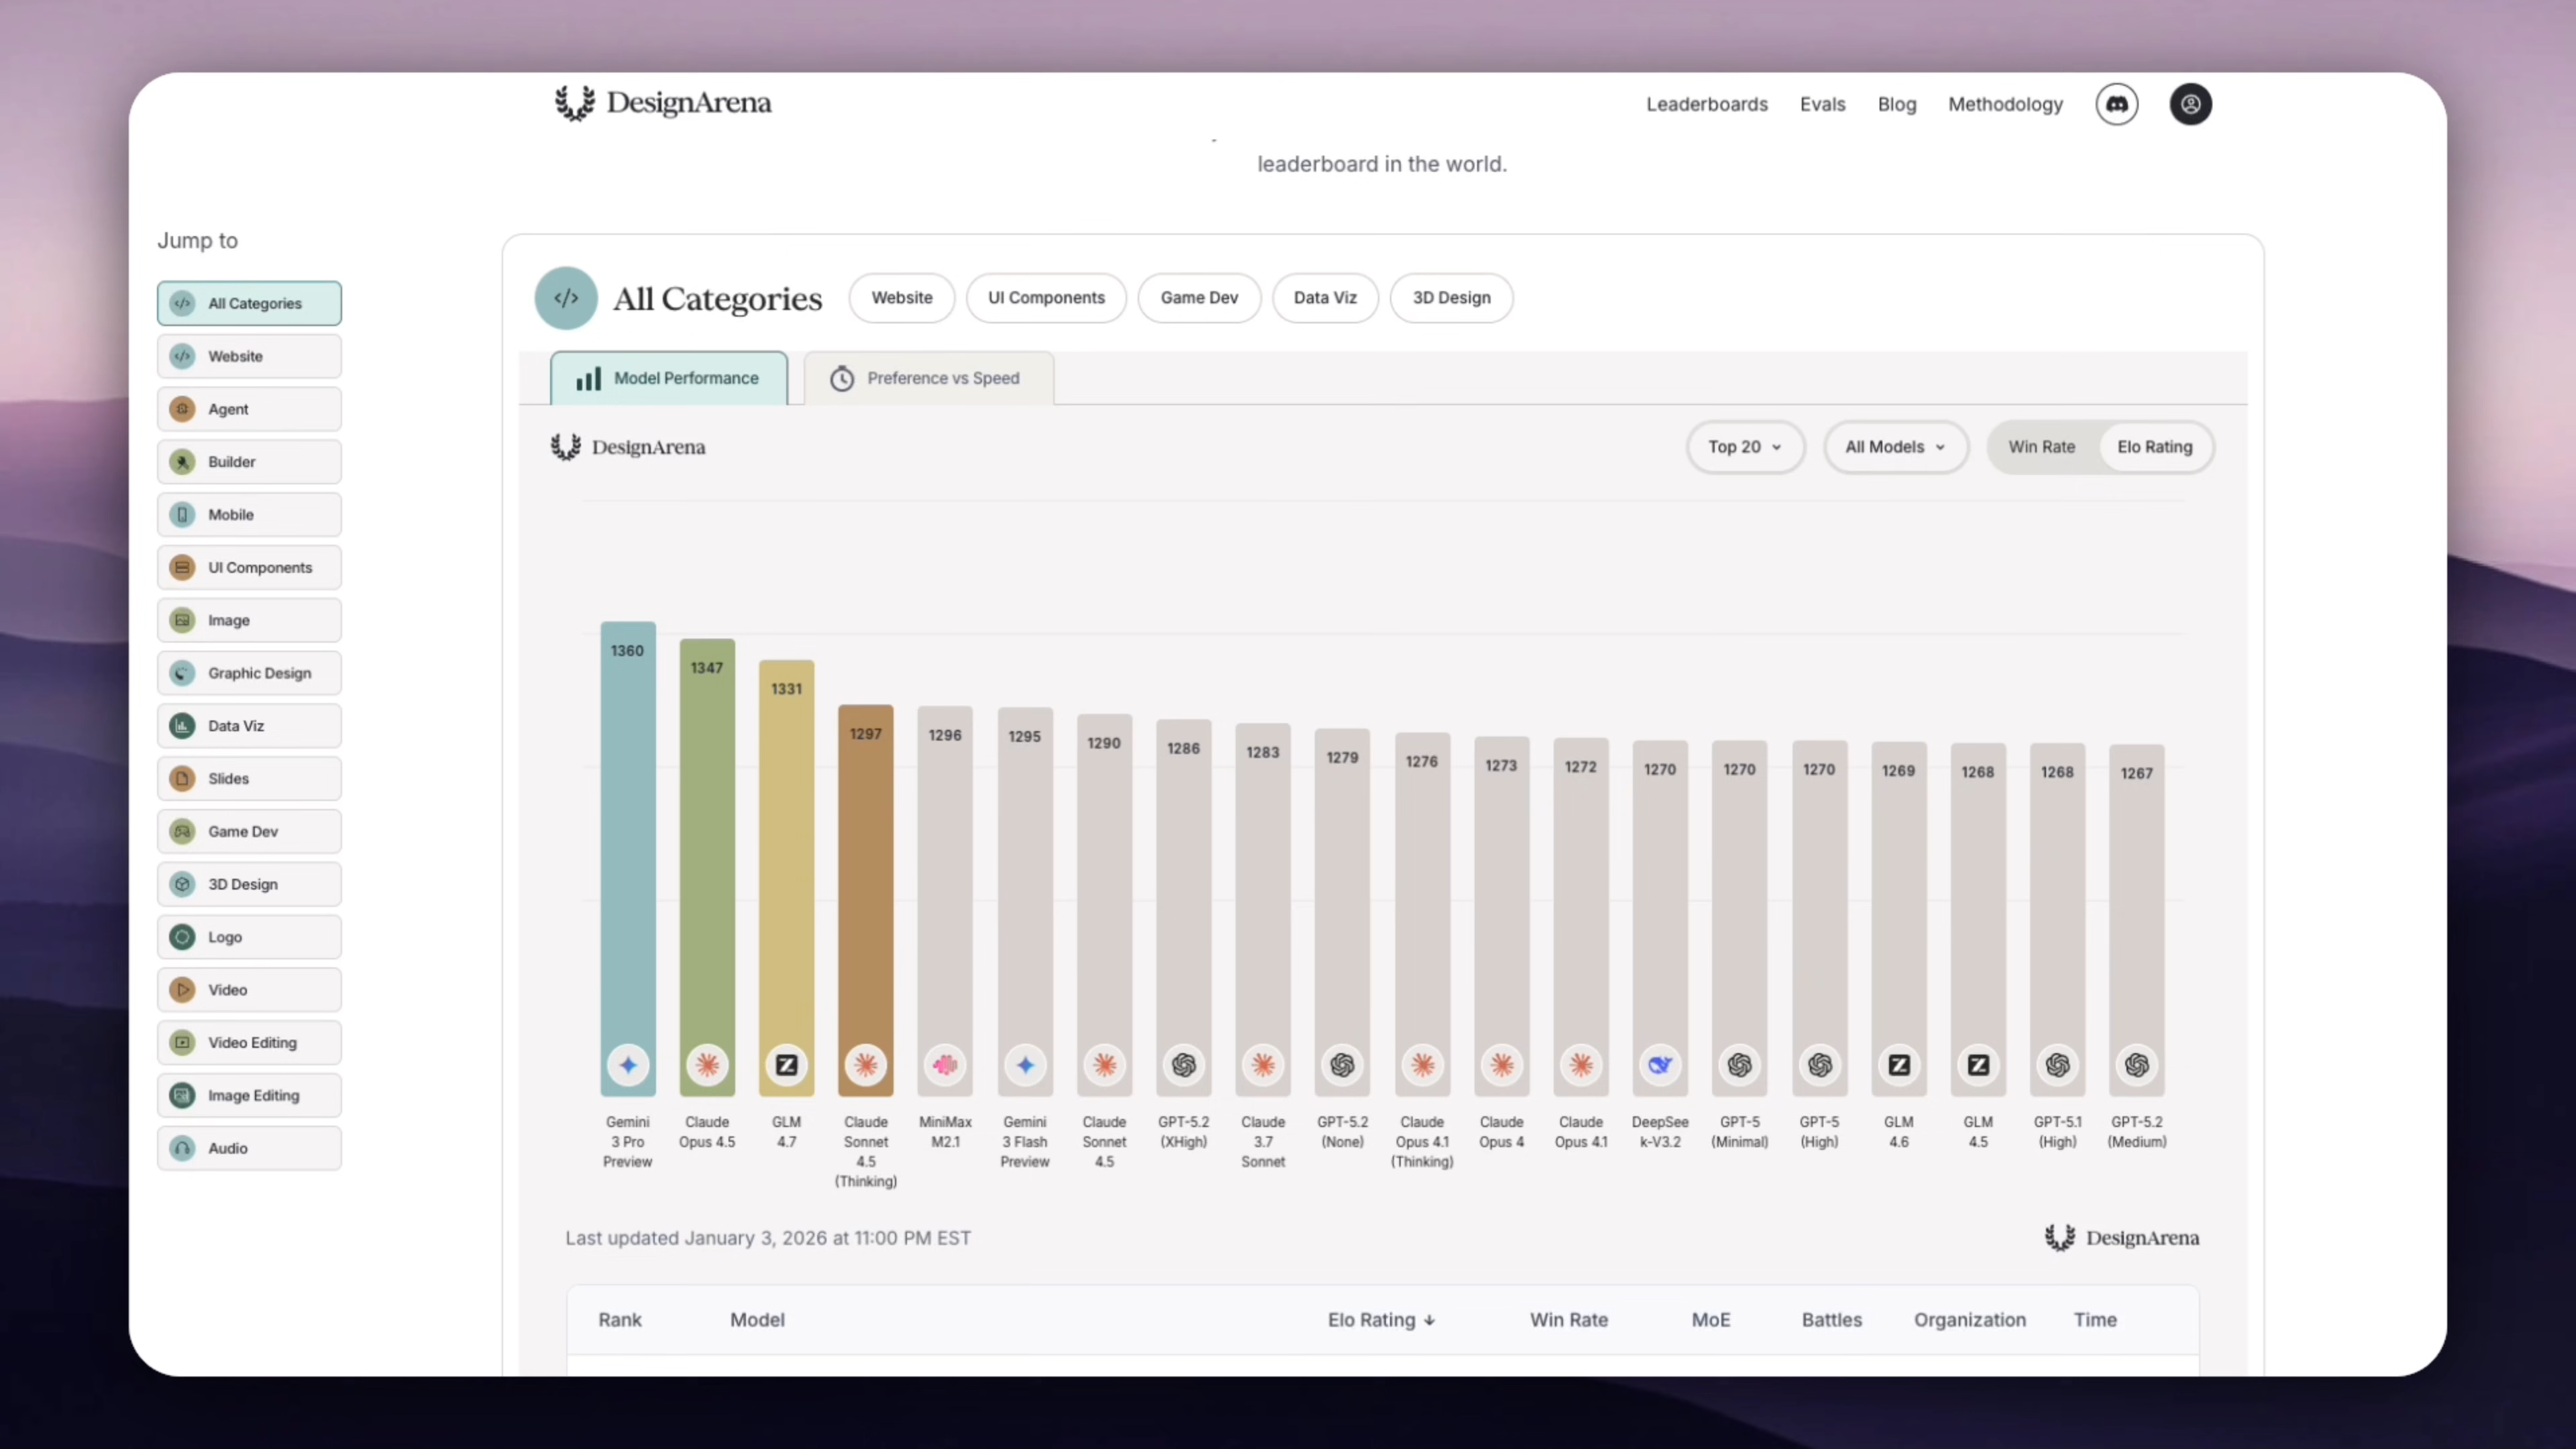 DesignArena
Leaderboards Evals Blog Methodology
leaderboard in the world.
Jump to
All Categories
Website
Agent
Builder
Mobile
UI Components
Image
Graphic Design
Data Viz
Slides
Game Dev
3D Design
Logo
Video
Video Editing
Image Editing
Audio
All Categories
Website UI Components Game Dev Data Viz 3D Design
Model Performance
Preference vs Speed
DesignArena
Top 20 All Models Win Rate Elo Rating
1360 1347 1331 1297 1296 1295 1290 1286 1283 1279 1276 1273 1272 1270 1270 1270 1269 1268 1268 1267
Gemini
3 Pro
Preview
Claude
Opus 4.5
GLM
4.7
Claude
Sonnet
4.5
(Thinking)
MiniMax
M2.1
Gemini
3 Flash
Preview
Claude
Sonnet
4.5
GPT-5.2
(XHigh)
Claude
3.7
Sonnet
GPT-5.2
(None)
Claude
Opus 4.1
(Thinking)
Claude
Opus 4
Claude
Opus 4.1
DeepSee
k-V3.2
GPT-5
(Minimal)
GPT-5
(High)
GLM
4.6
GLM
4.5
GPT-5.1
(High)
GPT-5.2
(Medium)
Last updated January 3, 2026 at 11:00 PM EST
DesignArena
Rank Model Elo Rating ↓ Win Rate MoE Battles Organization Time